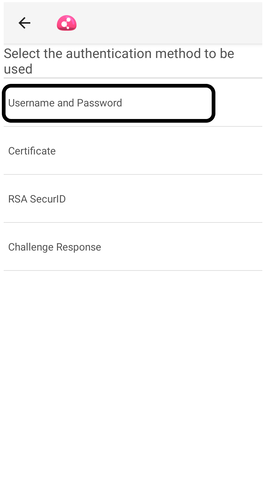 Select the authentication method to be
used
Username and Password
Certificate
RSA SecurID
Challenge Response